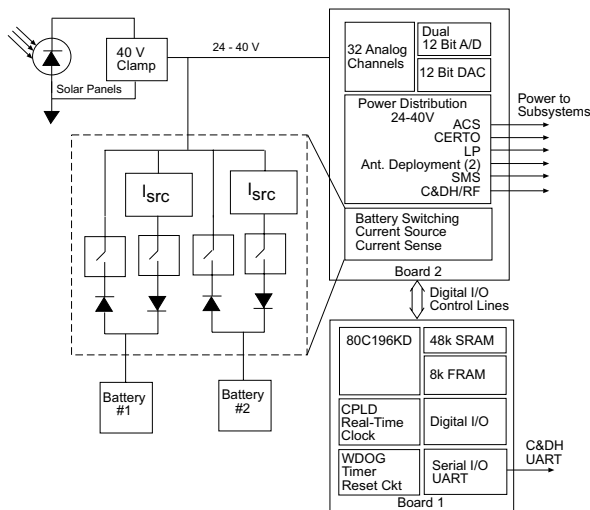 40 V
Clamp
Solar Panels
24 - 40 V
32 Analog
Channels
Dual
12 Bit A/D
12 Bit DAC
Power Distribution
24-40V
ACS
CERTO
LP
Ant. Deployment (2)
SMS
C&DH/RF
Power to
Subsystems
Battery Switching
Current Source
Current Sense
Board 2
Isrc
Isrc
Battery
#1
Battery
#2
Digital I/O
Control Lines
80C196KD
48k SRAM
8k FRAM
CPLD
Real-Time
Clock
Digital I/O
WDOG
Timer
Reset Ckt
Serial I/O
UART
C&DH
UART
Board 1